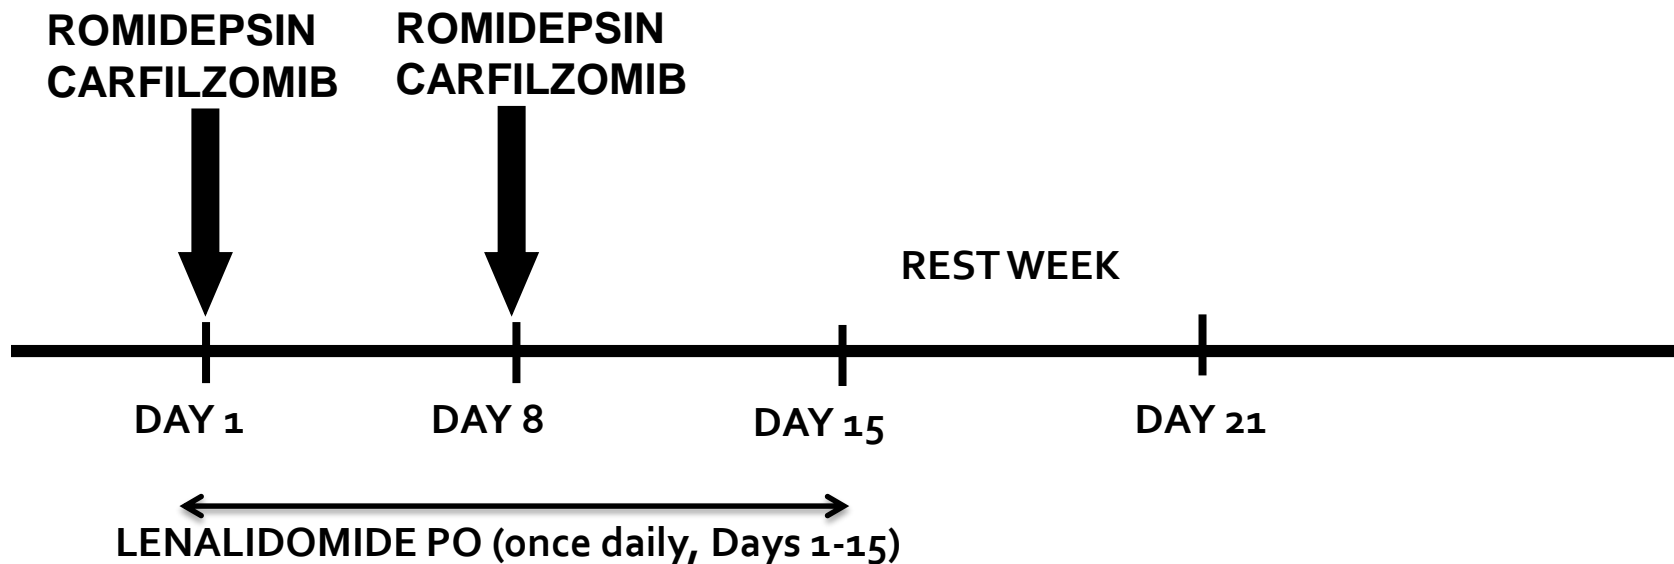 ROMIDEPSIN
CARFILZOMIB
ROMIDEPSIN
CARFILZOMIB
REST WEEK
DAY 1
DAY 8
DAY 15
DAY 21
LENALIDOMIDE PO (once daily, Days 1-15)